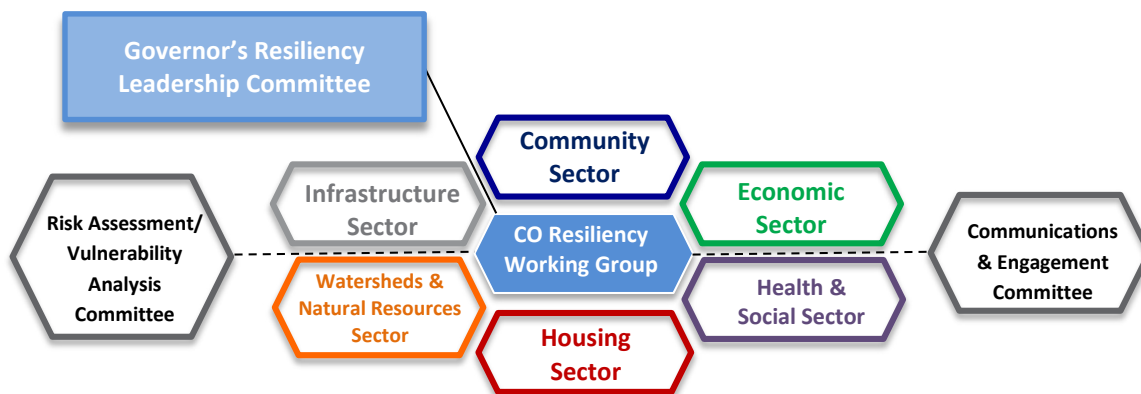 Governor’s Resiliency
Leadership Committee
Community
Sector
Infrastructure
Sector
Economic
Sector
Risk Assessment/
Vulnerability
Analysis
Committee
CO Resiliency
Working Group
Communications
& Engagement
Committee
Watersheds &
Natural Resources
Sector
Health &
Social Sector
Housing
Sector